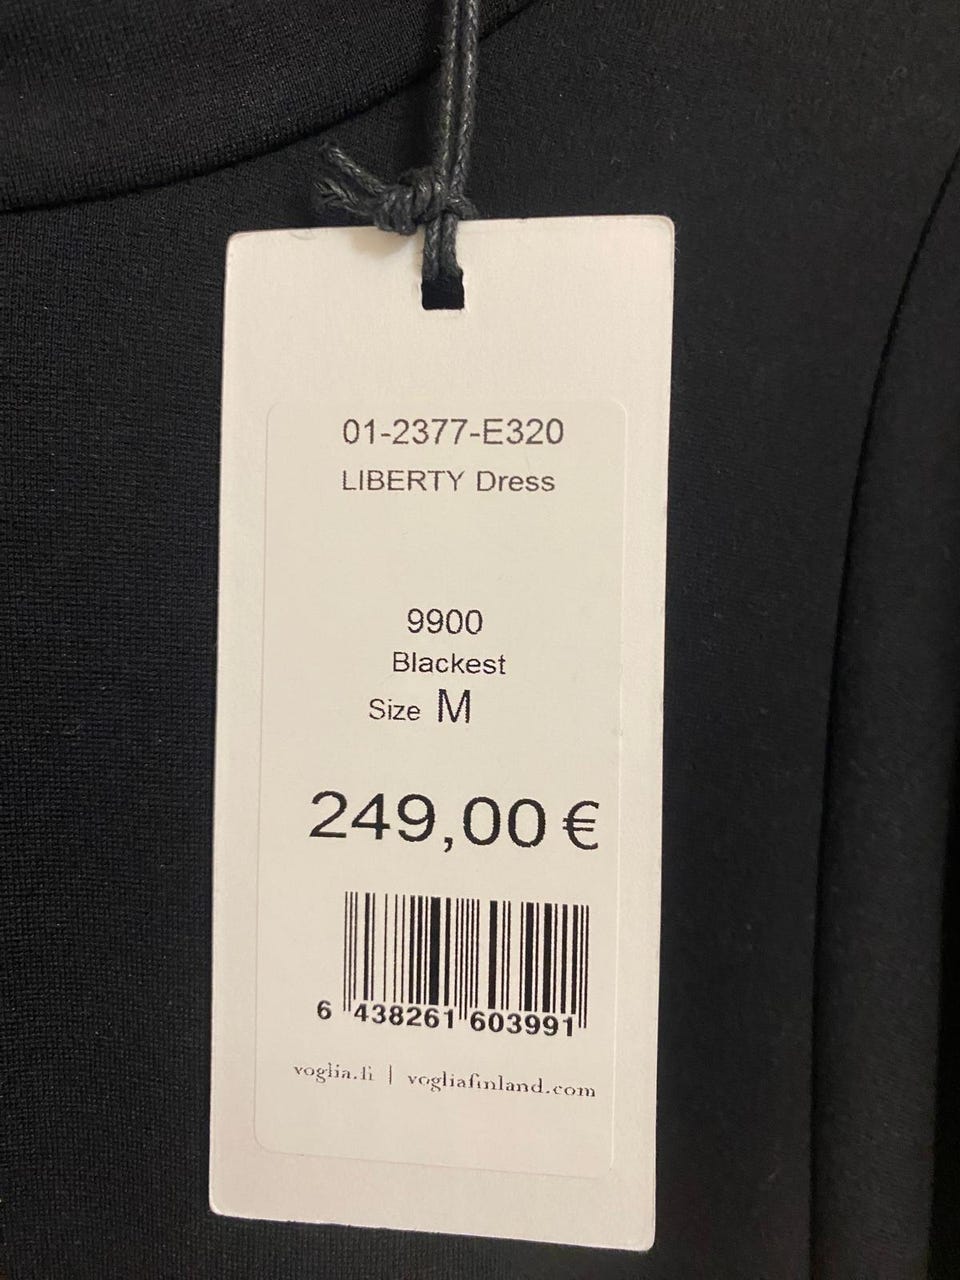 01-2377-E320
LIBERTY Dress
9900
Blackest
Size M
249,00 €
6 438261 603991
voglia.fi | vogliafinland.com